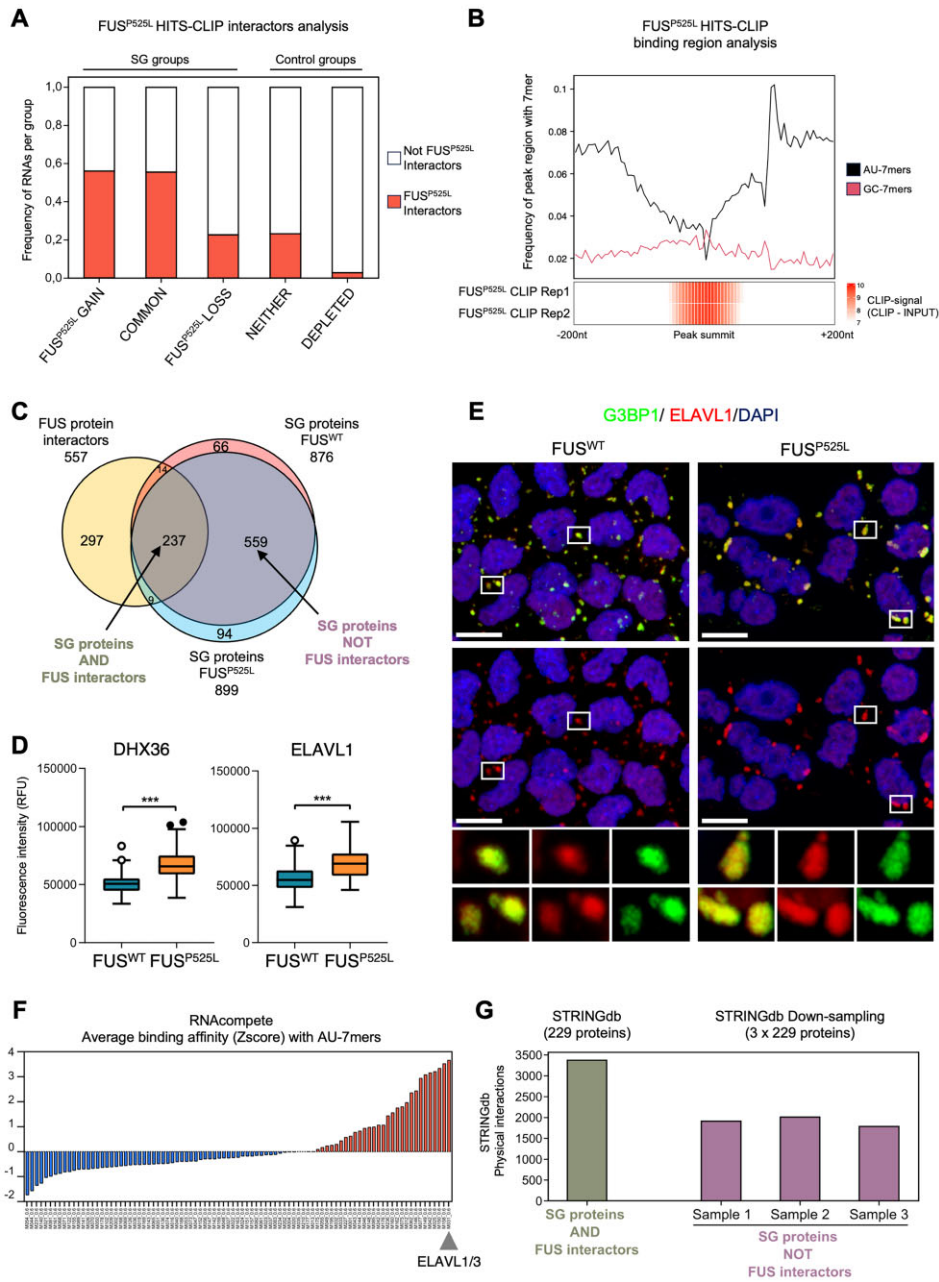 A
FUSP525L HITS-CLIP interactors analysis
SG groups
Control groups
Frequency of RNAs per group
1,0
0,8
0,6
0,4
0,2
0,0
Not FUSP525L
Interactors
FUSP525L
Interactors
FUSP525L GAIN
COMMON
FUSP525L LOSS
NEITHER
DEPLETED
B
FUSP525L HITS-CLIP
binding region analysis
Frequency of peak region with 7mer
0.1
0.08
0.06
0.04
0.02
AU-7mers
GC-7mers
FUSP525L CLIP Rep1
FUSP525L CLIP Rep2
-200nt
Peak summit
+200nt
10
9
8
7
CLIP-signal
(CLIP - INPUT)
C
FUS protein
interactors
557
SG proteins
FUSWT
876
66
14
297
237
559
9
94
SG proteins
AND
FUS interactors
SG proteins
FUSP525L
899
SG proteins
NOT
FUS interactors
D
DHX36
ELAVL1
Fluorescence intensity (RFU)
150000
100000
50000
0
***
FUSWT FUSP525L
150000
100000
50000
0
***
FUSWT FUSP525L
E
G3BP1/ ELAVL1/DAPI
FUSWT
FUSP525L
F
RNAcompete
Average binding affinity (Zscore) with AU-7mers
4
3
2
1
0
-1
-2
ELAVL1/3
G
STRINGdb
(229 proteins)
STRINGdb Down-sampling
(3 x 229 proteins)
STRINGdb
Physical interactions
3500
3000
2500
2000
1500
1000
500
0
SG proteins
AND
FUS interactors
Sample 1 Sample 2 Sample 3
SG proteins
NOT
FUS interactors